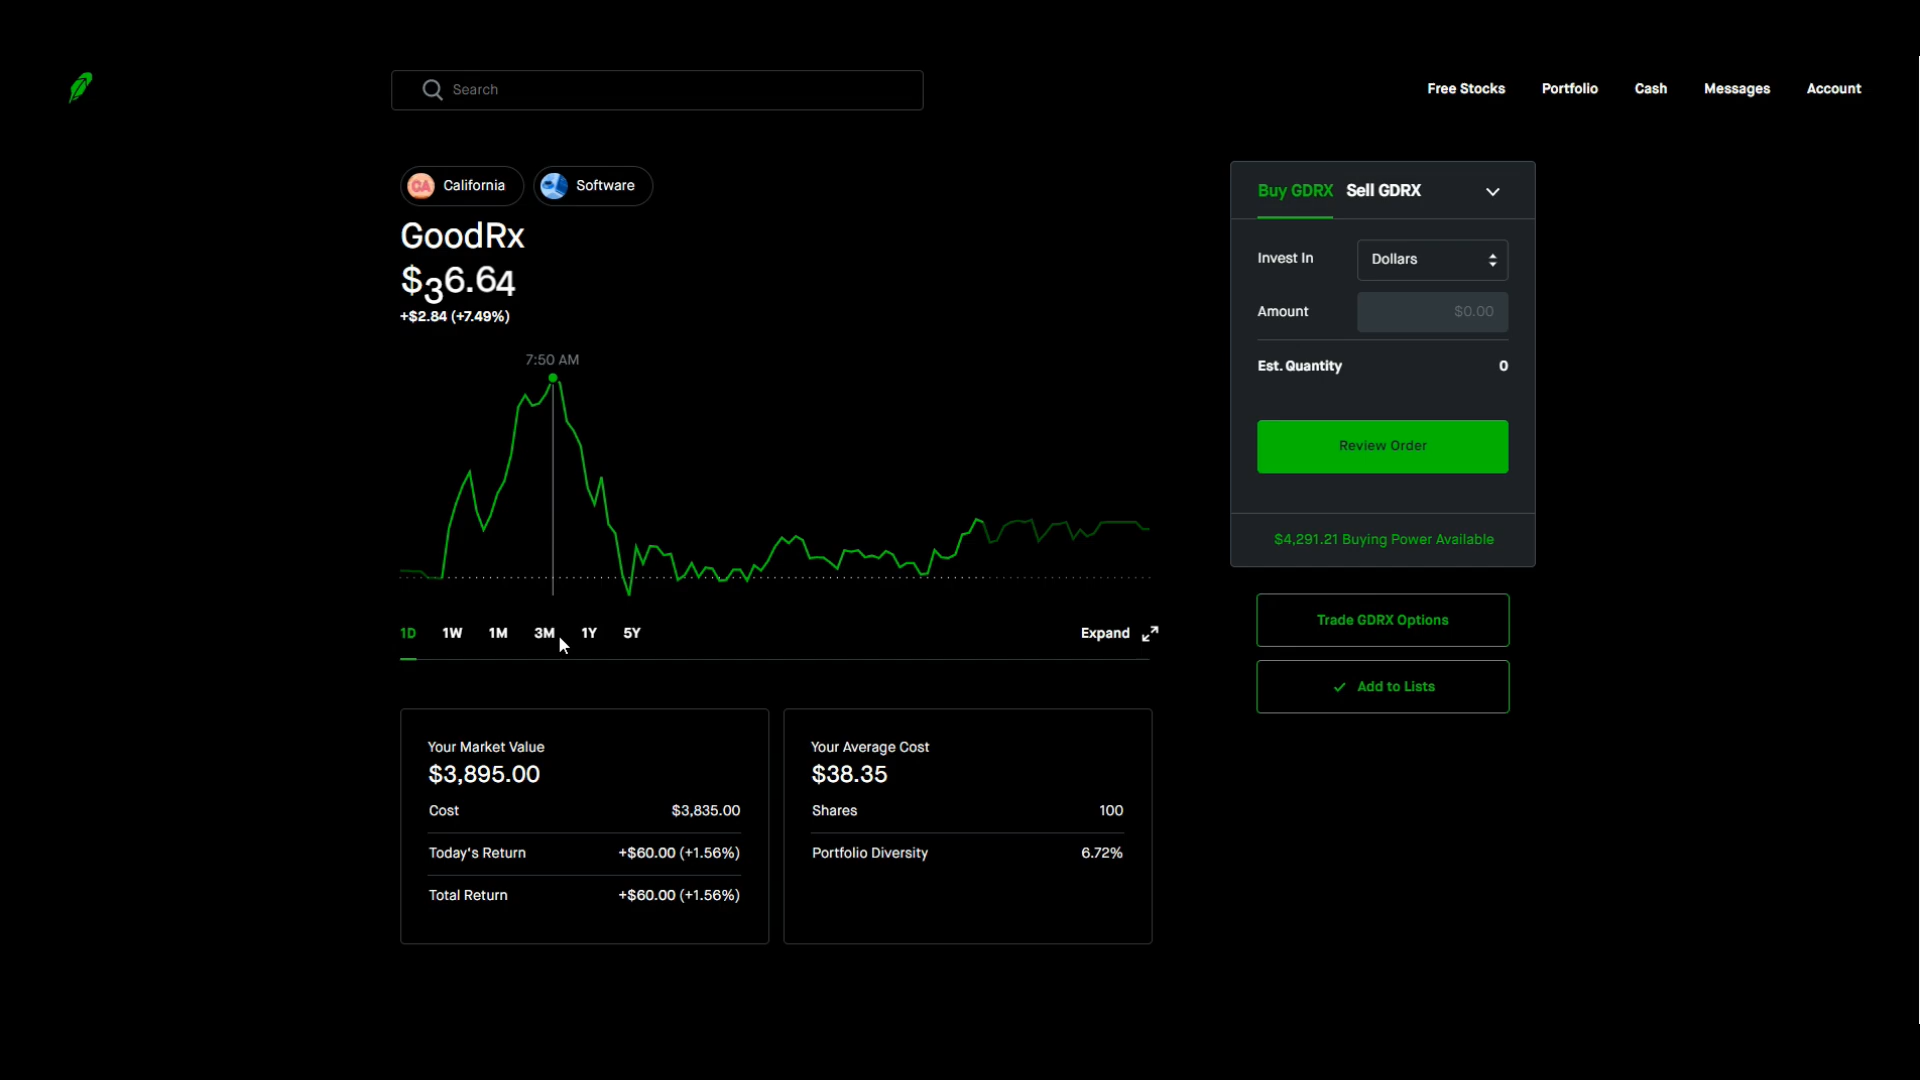 Search
Free Stocks
Portfolio
Cash
Messages
Account
CA California
Software
GoodRx
$36.64
+$2.84 (+7.49%)
7:50 AM
1D 1W 1M 3M 1Y 5Y
Expand
Your Market Value
$3,895.00
Cost $3,835.00
Today's Return +$60.00 (+1.56%)
Total Return +$60.00 (+1.56%)
Your Average Cost
$38.35
Shares 100
Portfolio Diversity 6.72%
Buy GDRX Sell GDRX
Invest In Dollars
Amount $0.00
Est. Quantity 0
Review Order
$4,291.21 Buying Power Available
Trade GDRX Options
Add to Lists